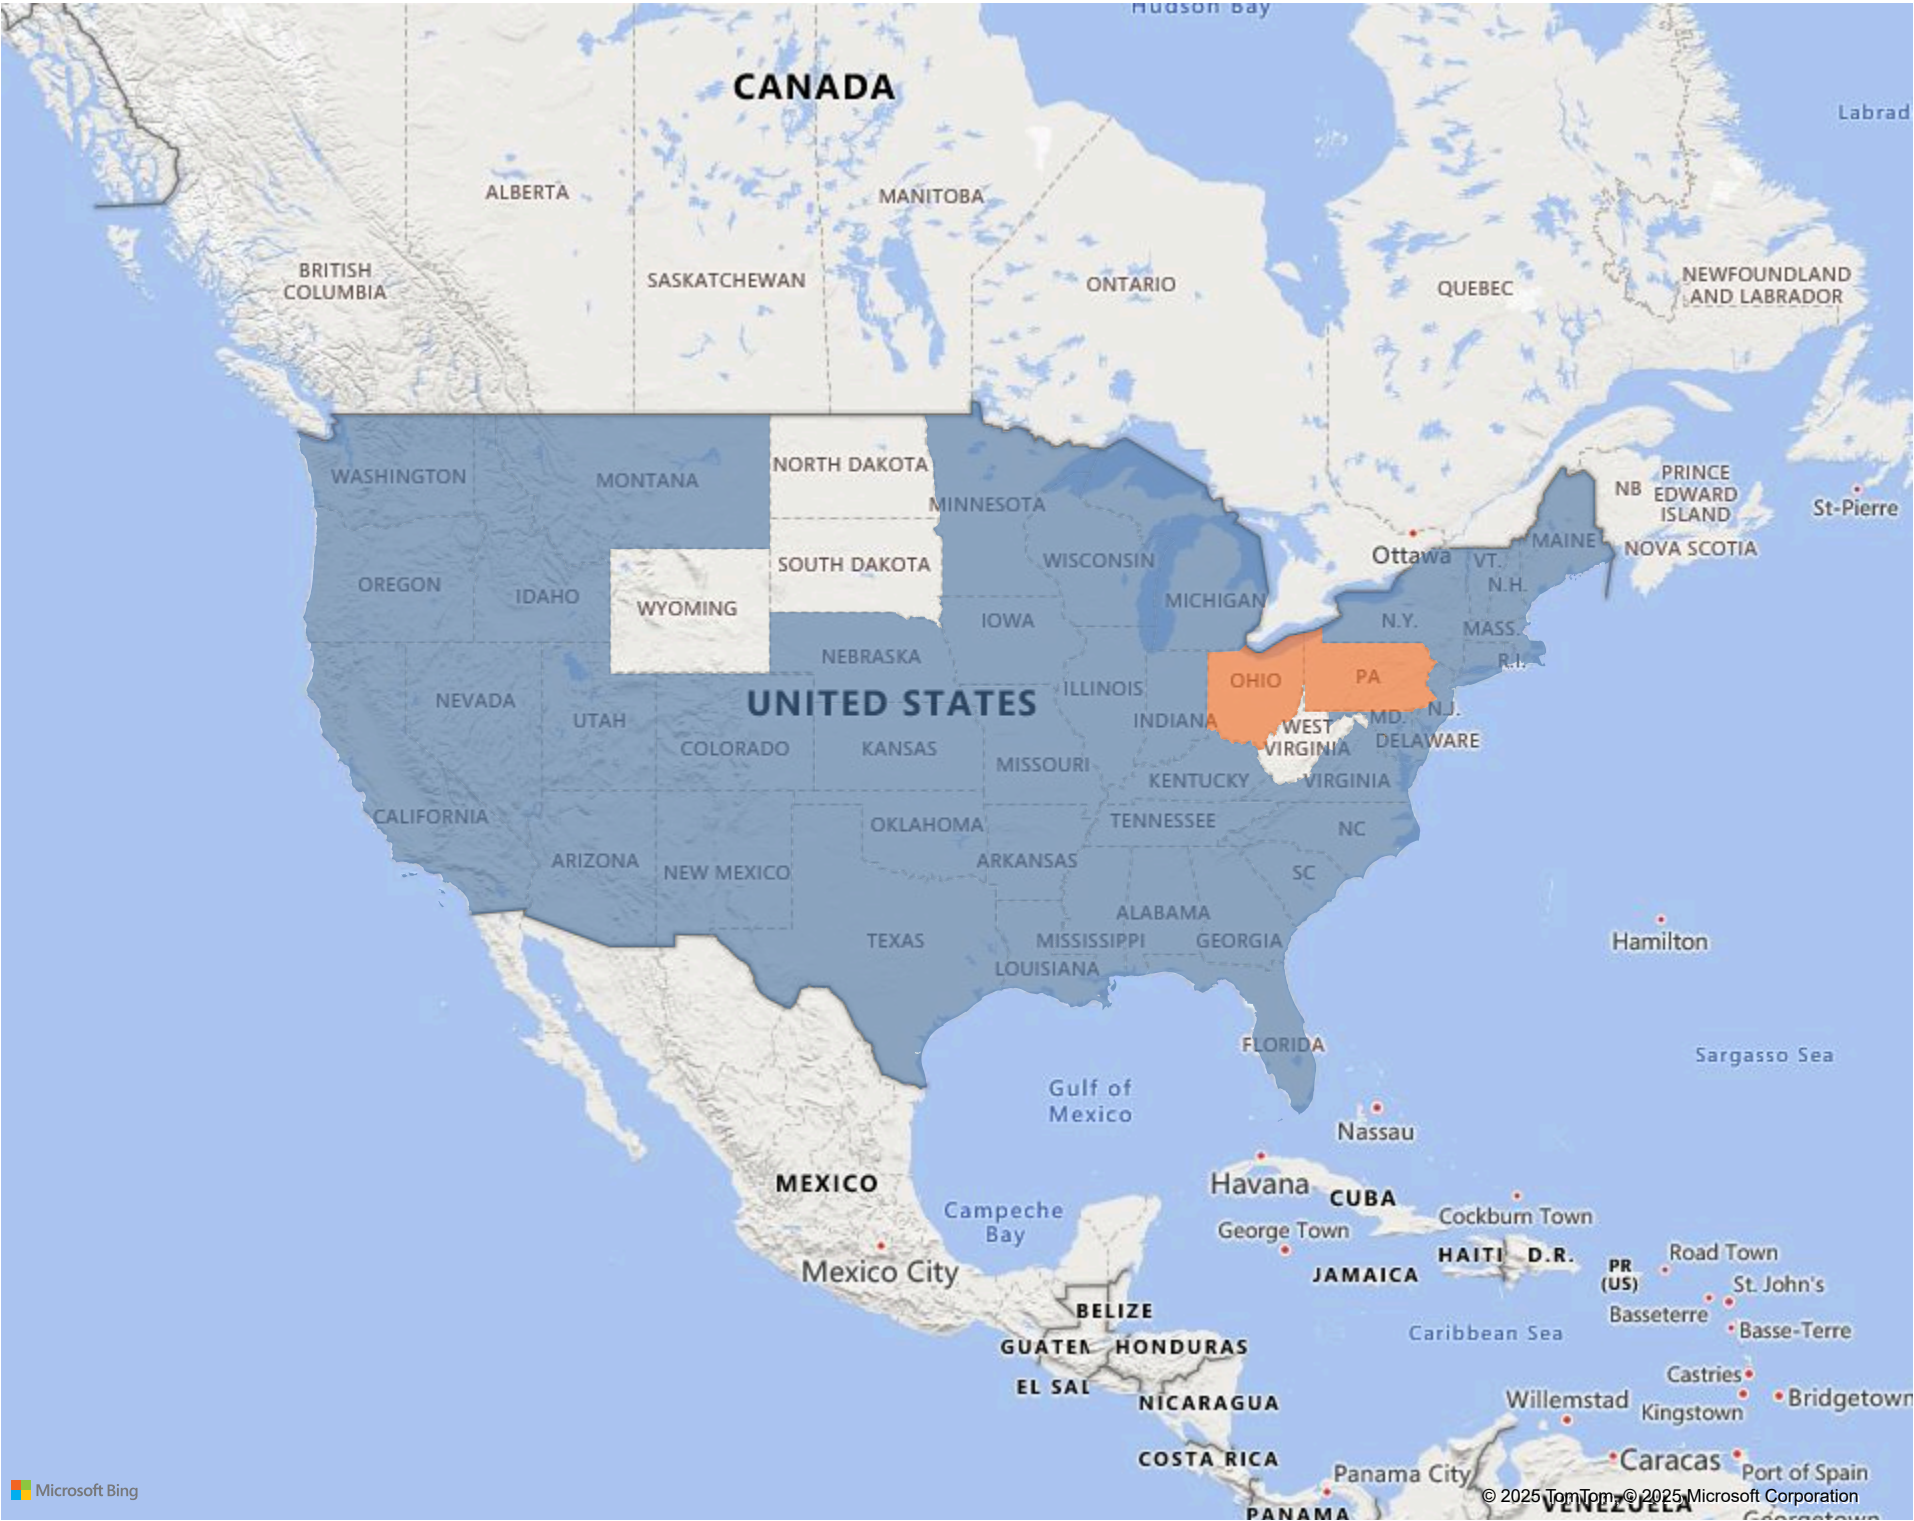 Hudson Bay
CANADA
Labrad
ALBERTA
MANITOBA
BRITISH
COLUMBIA
SASKATCHEWAN
ONTARIO
QUEBEC
NEWFOUNDLAND
AND LABRADOR
WASHINGTON
MONTANA
NORTH DAKOTA
MINNESOTA
NB
PRINCE
EDWARD
ISLAND
St-Pierre
OREGON
IDAHO
WYOMING
SOUTH DAKOTA
WISCONSIN
MICHIGAN
Ottawa
VT.
N.H.
MAINE
NOVA SCOTIA
IOWA
N.Y.
MASS.
R.I.
NEBRASKA
NEVADA
UTAH
UNITED STATES
ILLINOIS
INDIANA
OHIO
PA
N.J.
MD.
DELAWARE
WEST
VIRGINIA
COLORADO
KANSAS
MISSOURI
KENTUCKY
VIRGINIA
CALIFORNIA
OKLAHOMA
TENNESSEE
NC
ARIZONA
NEW MEXICO
ARKANSAS
SC
TEXAS
ALABAMA
MISSISSIPPI
GEORGIA
LOUISIANA
Hamilton
FLORIDA
Sargasso Sea
Gulf of
Mexico
Nassau
MEXICO
Havana
CUBA
Campeche
Bay
George Town
Cockburn Town
Mexico City
JAMAICA
HAITI
D.R.
PR
(US)
Road Town
St. John's
BELIZE
Basseterre
Basse-Terre
Caribbean Sea
GUATEM
HONDURAS
EL SAL
NICARAGUA
Castries
Willemstad
Kingstown
Bridgetown
COSTA RICA
Panama City
Caracas
Port of Spain
PANAMA
VENEZUELA
Georgetown
Microsoft Bing
© 2025 TomTom, © 2025 Microsoft Corporation